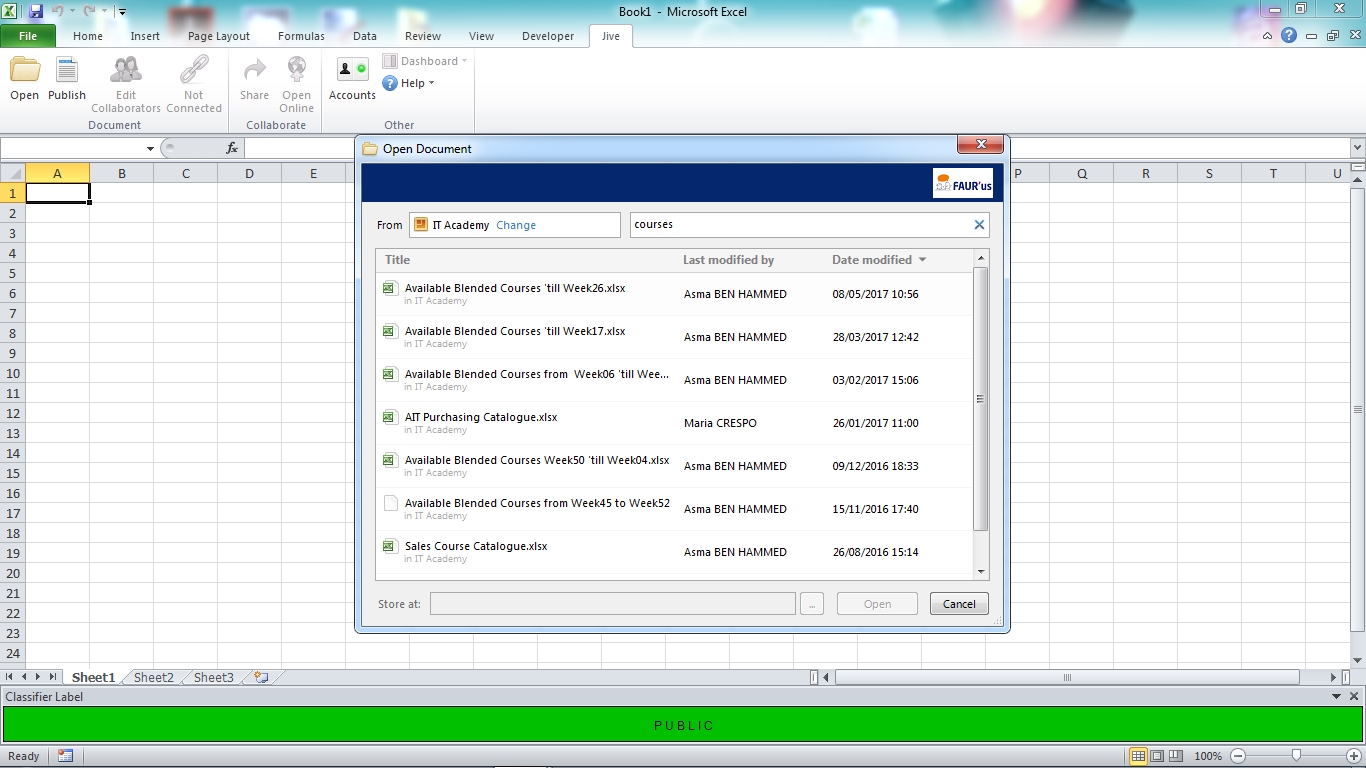 Book1 - Microsoft Excel
File Home Insert Page Layout Formulas Data Review View Developer Jive
Open Publish Edit Collaborators Not Connected Share Open Online Accounts Dashboard
Help
Document Collaborate Other
fx
Open Document
A B C D E P Q R S T U
FAUR'us
From IT Academy Change courses
Title Last modified by Date modified
Available Blended Courses 'till Week26.xlsx
in IT Academy
Asma BEN HAMMED 08/05/2017 10:56
Available Blended Courses 'till Week17.xlsx
in IT Academy
Asma BEN HAMMED 28/03/2017 12:42
Available Blended Courses from  Week06 'till Wee...
in IT Academy
Asma BEN HAMMED 03/02/2017 15:06
AIT Purchasing Catalogue.xlsx
in IT Academy
Maria CRESPO 26/01/2017 11:00
Available Blended Courses Week50 'till Week04.xlsx
in IT Academy
Asma BEN HAMMED 09/12/2016 18:33
Available Blended Courses from Week45 to Week52
in IT Academy
Asma BEN HAMMED 15/11/2016 17:40
Sales Course Catalogue.xlsx
in IT Academy
Asma BEN HAMMED 26/08/2016 15:14
Store at: ... Open Cancel
1
2
3
4
5
6
7
8
9
10
11
12
13
14
15
16
17
18
19
20
21
22
23
24
Sheet1 Sheet2 Sheet3
Classifier Label
PUBLIC
Ready 100%